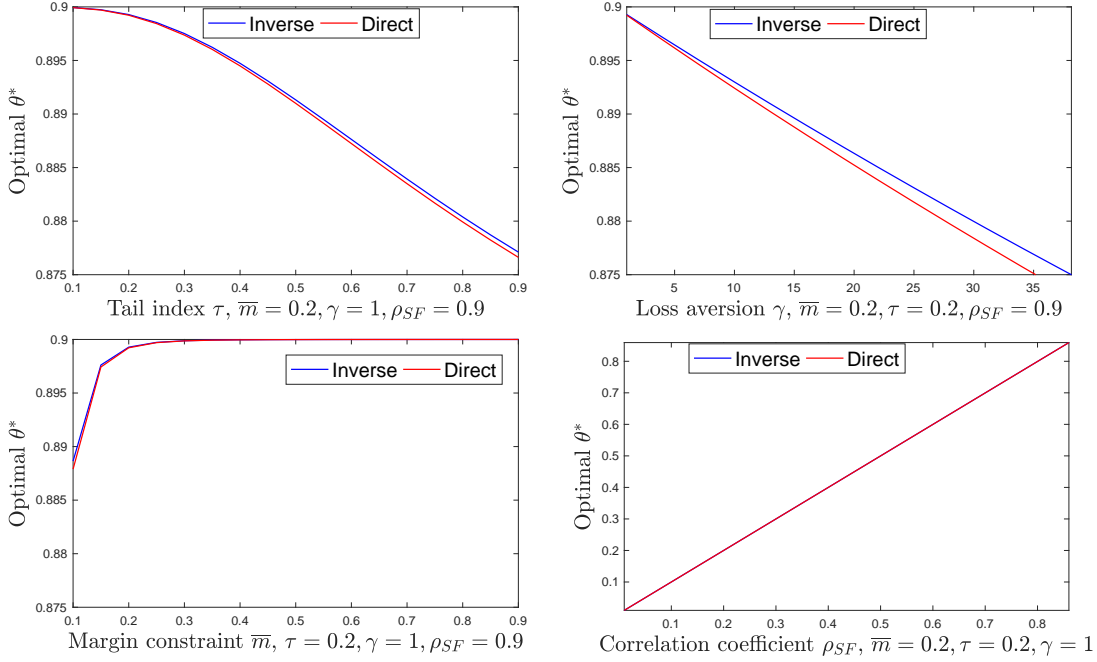 Inverse Direct
0.9
0.895
0.89
0.885
0.88
0.875
Optimal θ*
0.1 0.2 0.3 0.4 0.5 0.6 0.7 0.8 0.9
Tail index τ, m̅ = 0.2, γ = 1, ρ_SF = 0.9
Inverse Direct
0.9
0.895
0.89
0.885
0.88
0.875
Optimal θ*
5 10 15 20 25 30 35
Loss aversion γ, m̅ = 0.2, τ = 0.2, ρ_SF = 0.9
Inverse Direct
0.9
0.895
0.89
0.885
0.88
0.875
Optimal θ*
0.1 0.2 0.3 0.4 0.5 0.6 0.7 0.8 0.9
Margin constraint m̅, τ = 0.2, γ = 1, ρ_SF = 0.9
Inverse Direct
0.8
0.7
0.6
0.5
0.4
0.3
0.2
0.1
Optimal θ*
0.1 0.2 0.3 0.4 0.5 0.6 0.7 0.8
Correlation coefficient ρ_SF, m̅ = 0.2, τ = 0.2, γ = 1